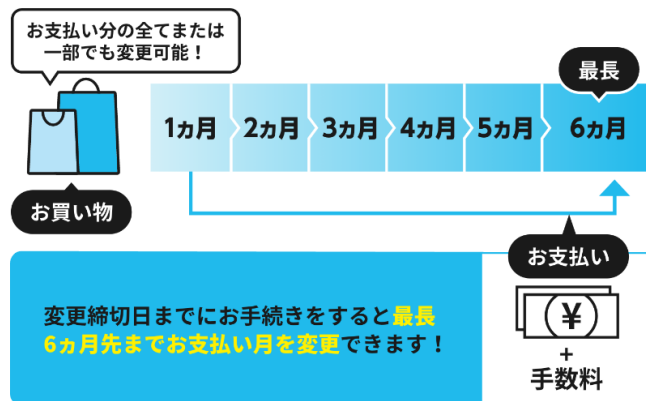 お支払い分の全てまたは
一部でも変更可能！
最長
1ヵ月
2ヵ月
3ヵ月
4ヵ月
5ヵ月
6ヵ月
お買い物
お支払い
変更締切日までにお手続きをすると最長
6ヵ月先までお支払い月を変更できます！
¥
+
手数料